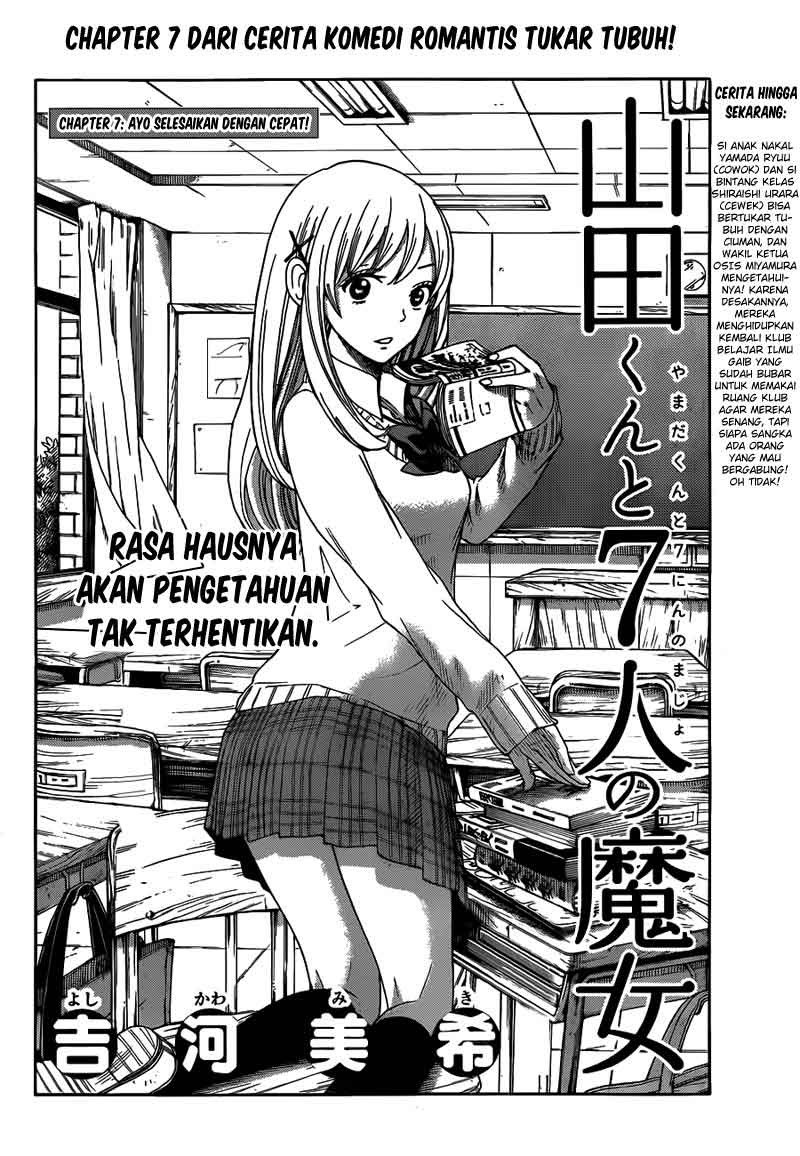 CHAPTER 7 DARI CERITA KOMEDI ROMANTIS TUKAR TUBUH!
CHAPTER 7: AYO SELESAIKAN DENGAN CEPAT!
CERITA HINGGA
SEKARANG:
SI ANAK NAKAL
YAMADA RYUU
(COWOK) DAN SI
BINTANG KELAS
SHIRAISHI URARA
(CEWEK) BISA
BERTUKAR TU-
BUH DENGAN
CIUMAN, DAN
WAKIL KETUA
OSIS MIYAMURA
MENGETAHUI-
NYA! KARENA
DESAKANNYA,
MEREKA
MENGHIDUPKAN
KEMBALI KLUB
BELAJAR ILMU
GAIB YANG
SUDAH BUBAR
UNTUK MEMAKAI
RUANG KLUB
AGAR MEREKA
SENANG, TAPI
SIAPA SANGKA
ADA ORANG
YANG MAU
BERGABUNG!
OH TIDAK!
山田くんと7人の魔女
やまだくんと7にんのまじょ
RASA HAUSNYA
AKAN PENGETAHUAN
TAK TERHENTIKAN.
よし かわ み き
吉河美希